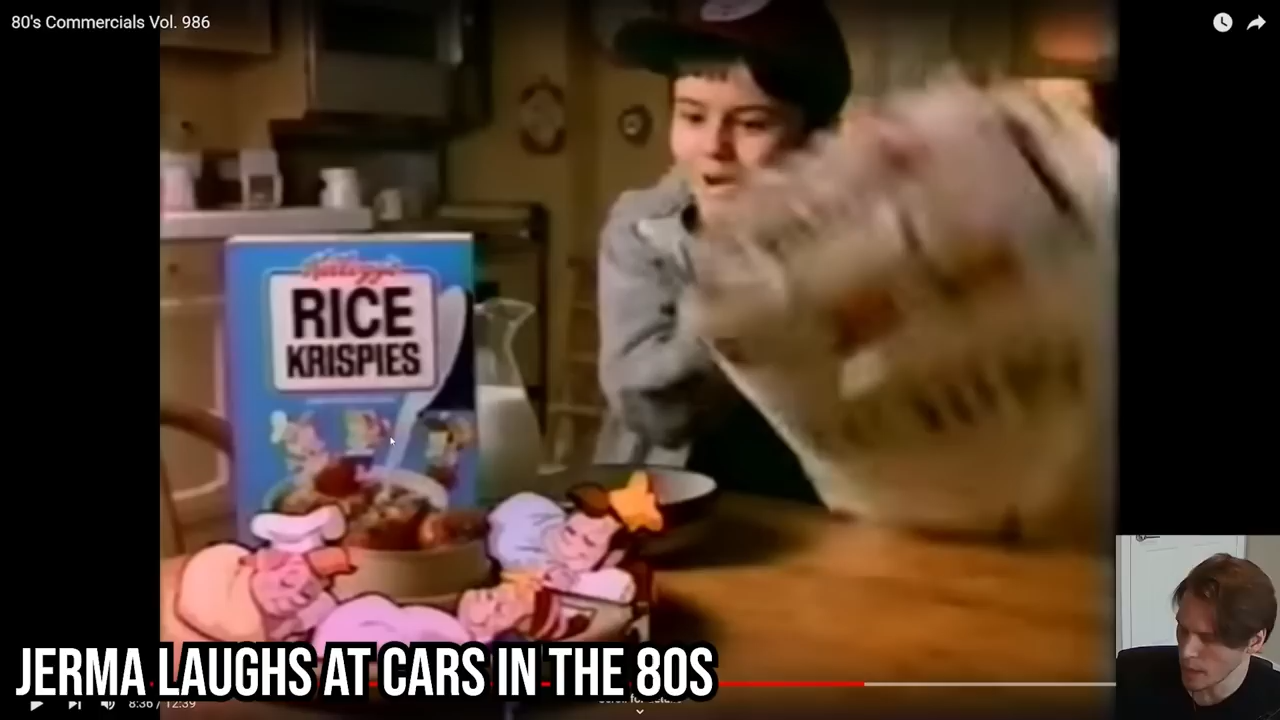 80's Commercials Vol. 986
Kellogg's
RICE
KRISPIES
JERMA LAUGHS AT CARS IN THE 80S
8:36 / 12:39